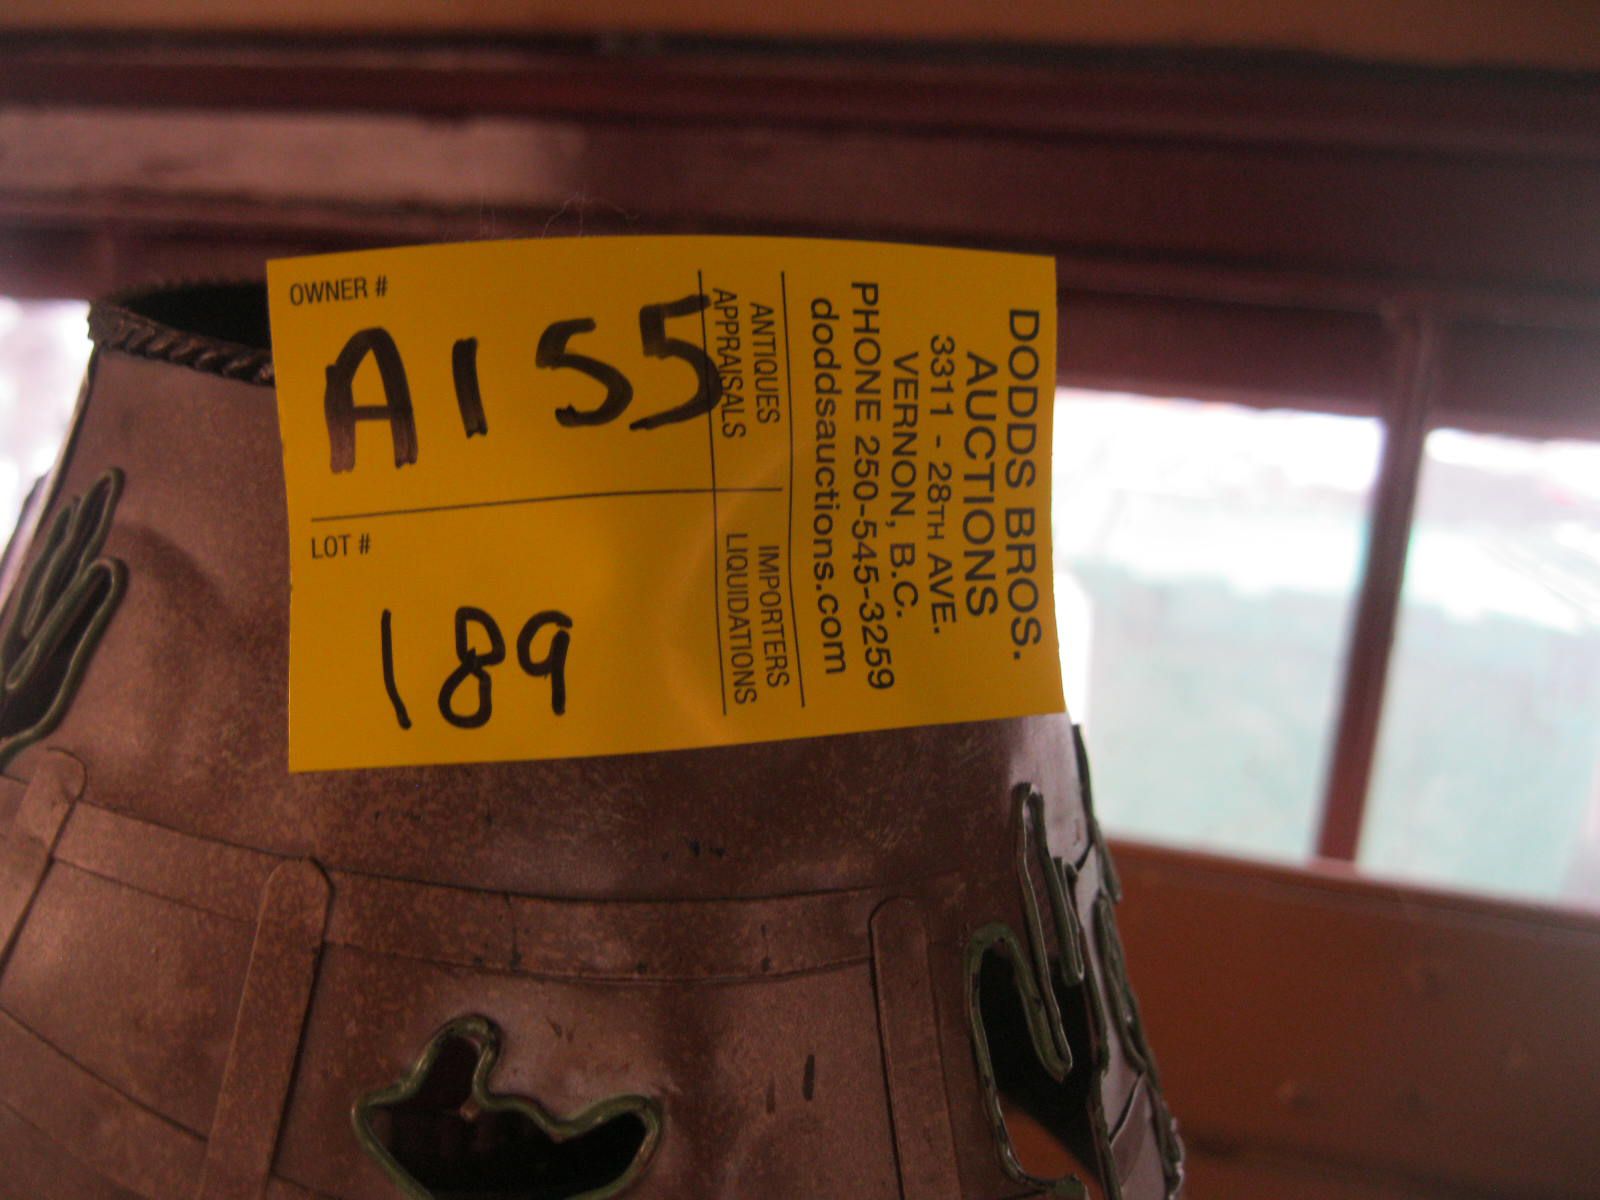 OWNER #
A155
LOT #
189
ANTIQUES
APPRAISALS
IMPORTERS
LIQUIDATIONS
DODDS BROS.
AUCTIONS
3311 - 28TH AVE.
VERNON, B.C.
PHONE 250-545-3259
doddsauctions.com